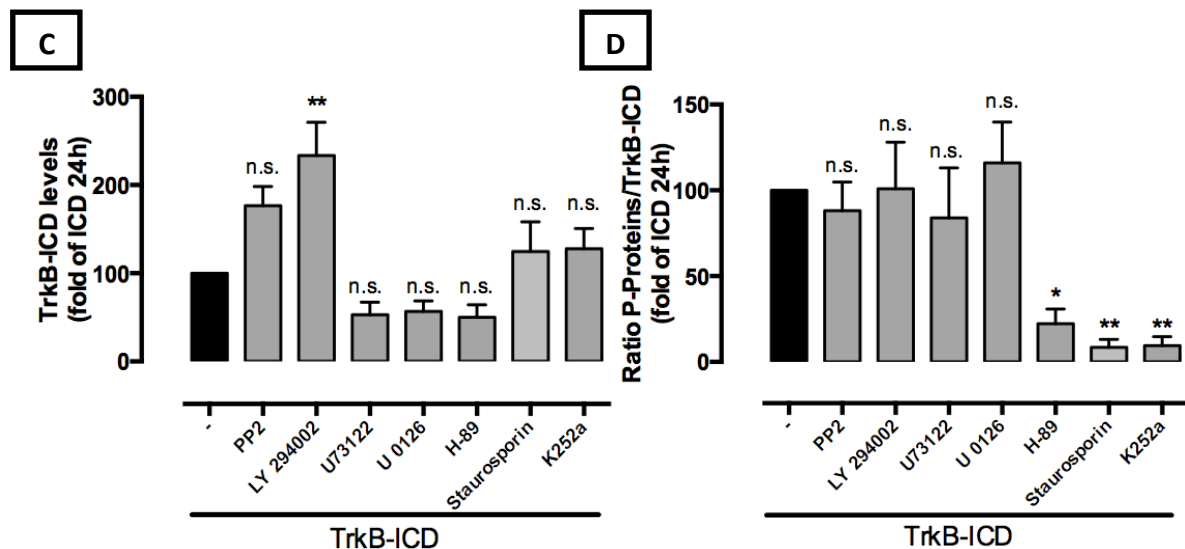 C
TrkB-ICD levels
(fold of ICD 24h)
300
200
100
0
n.s.
**
n.s.
n.s.
n.s.
n.s.
n.s.
-
PP2
LY 294002
U73122
U 0126
H-89
Staurosporin
K252a
TrkB-ICD
D
Ratio P-Proteins/TrkB-ICD
(fold of ICD 24h)
150
100
50
0
n.s.
n.s.
n.s.
n.s.
*
**
**
-
PP2
LY 294002
U73122
U 0126
H-89
Staurosporin
K252a
TrkB-ICD